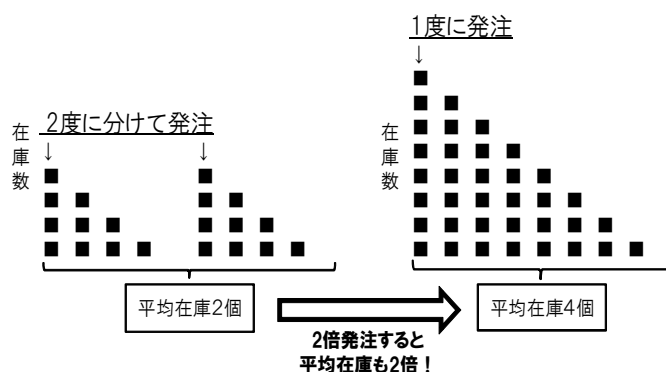 2度に分けて発注
↓
↓
在庫数
平均在庫2個
1度に発注
↓
在庫数
平均在庫4個
2倍発注すると
平均在庫も2倍！